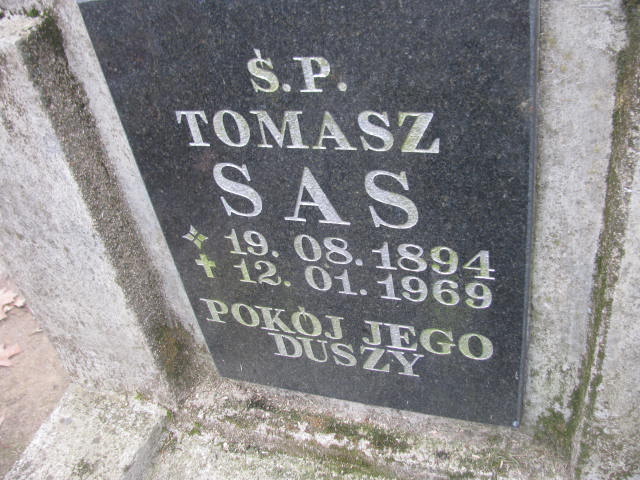 Ś.P.
TOMASZ
SAS
19. 08. 1894
12. 01. 1969
POKÓJ JEGO
DUSZY